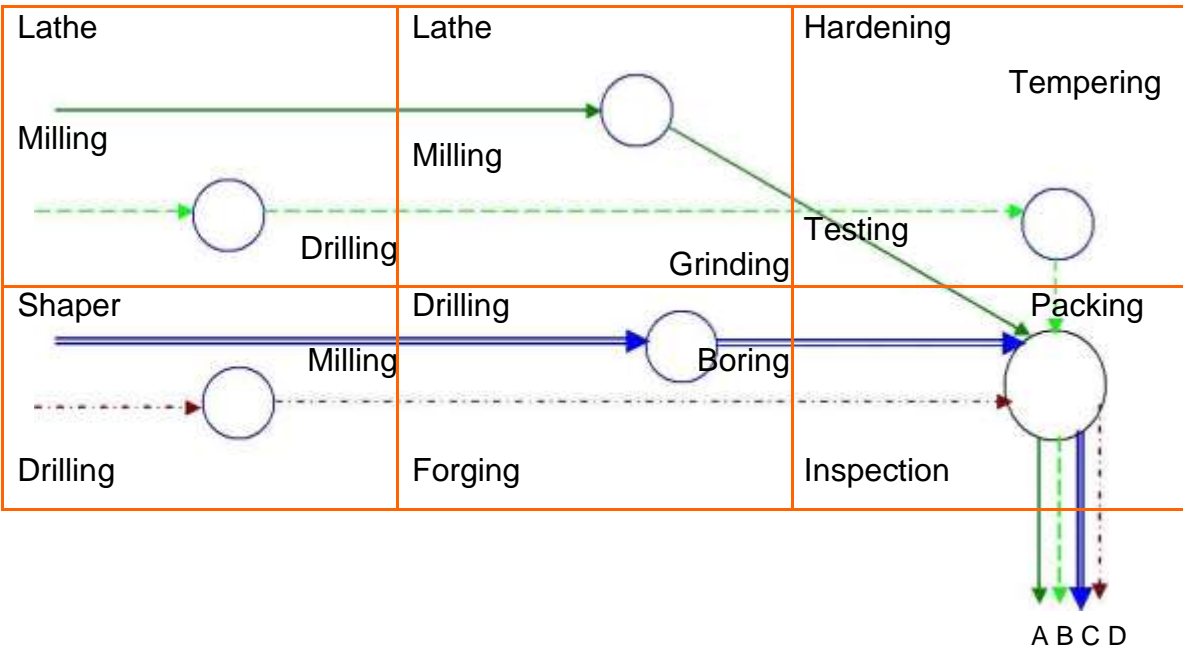 Lathe
Milling
Drilling
Lathe
Milling
Grinding
Hardening
Tempering
Testing
Shaper
Milling
Drilling
Drilling
Boring
Forging
Packing
Inspection
A B C D